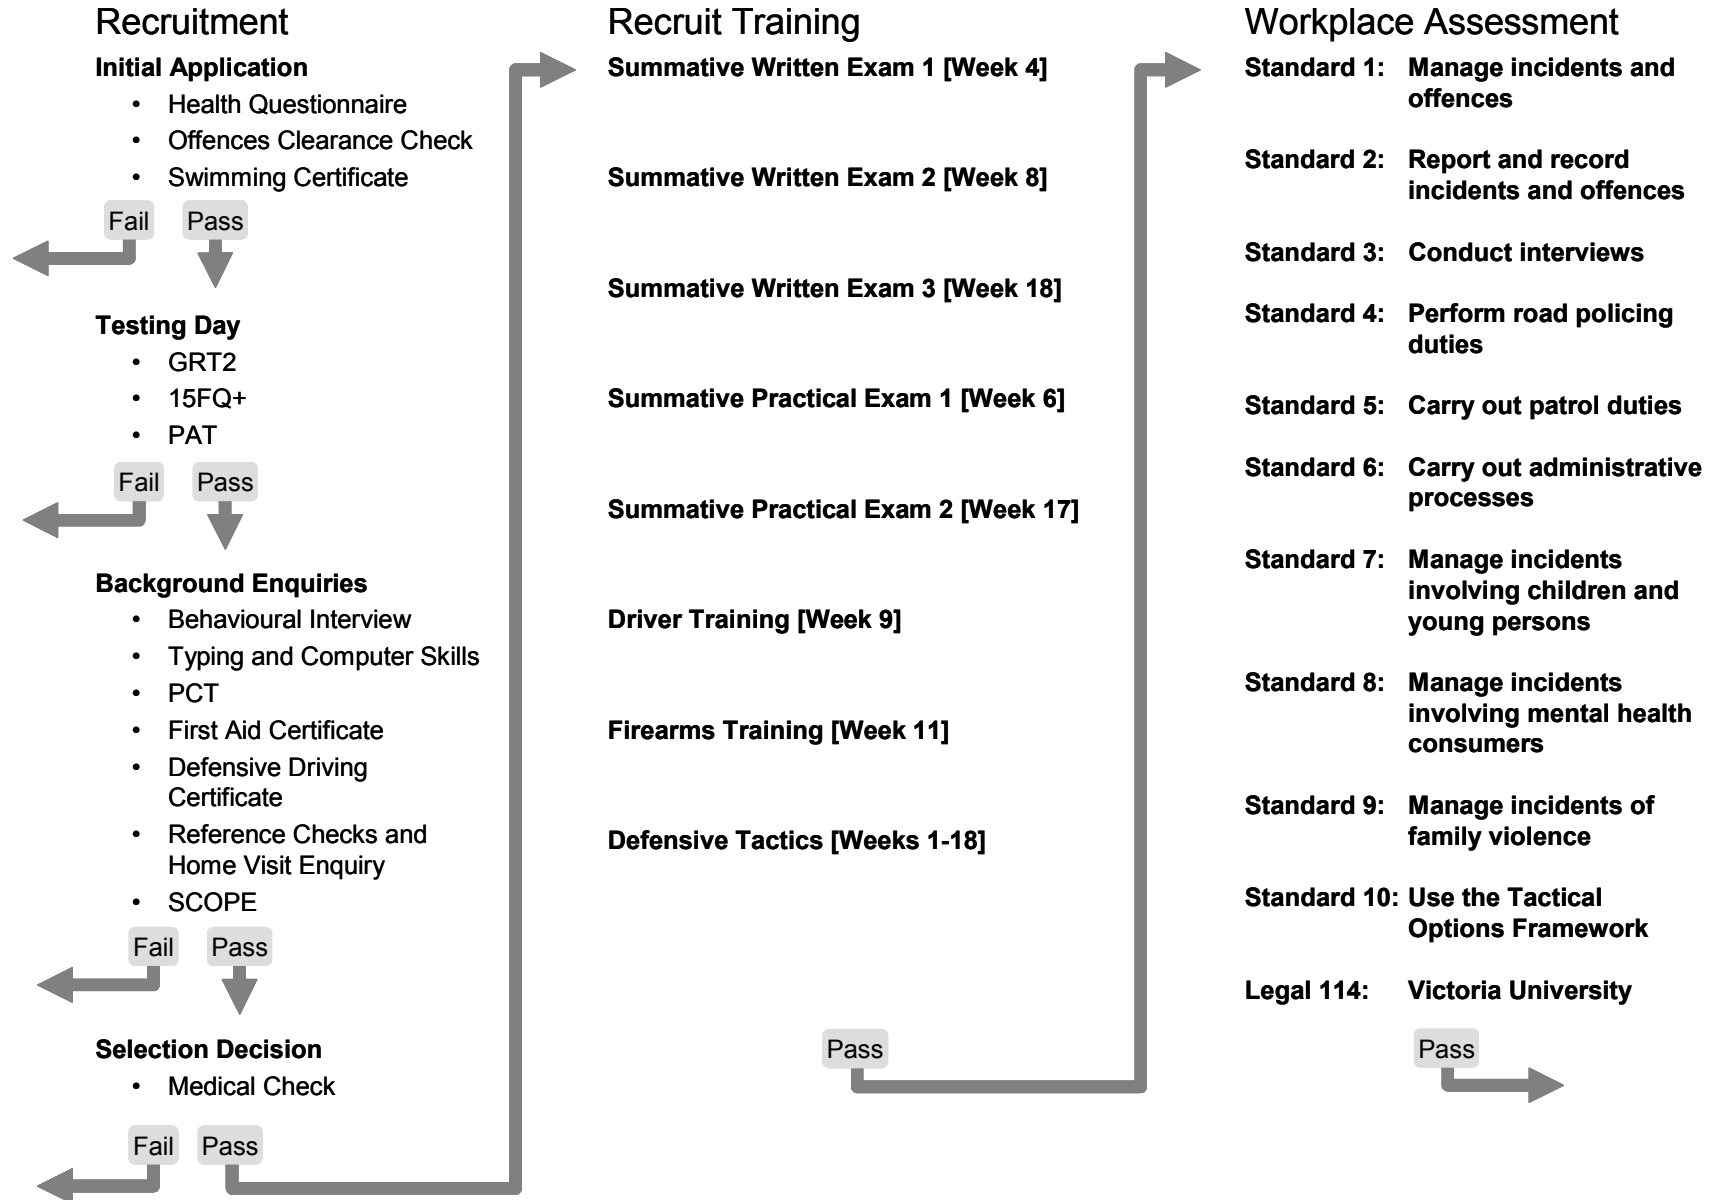 Recruitment
Initial Application
• Health Questionnaire
• Offences Clearance Check
• Swimming Certificate
Fail Pass
Testing Day
• GRT2
• 15FQ+
• PAT
Fail Pass
Background Enquiries
• Behavioural Interview
• Typing and Computer Skills
• PCT
• First Aid Certificate
• Defensive Driving
Certificate
• Reference Checks and
Home Visit Enquiry
• SCOPE
Fail Pass
Selection Decision
• Medical Check
Fail Pass
Recruit Training
Summative Written Exam 1 [Week 4]
Summative Written Exam 2 [Week 8]
Summative Written Exam 3 [Week 18]
Summative Practical Exam 1 [Week 6]
Summative Practical Exam 2 [Week 17]
Driver Training [Week 9]
Firearms Training [Week 11]
Defensive Tactics [Weeks 1-18]
Pass
Workplace Assessment
Standard 1: Manage incidents and
offences
Standard 2: Report and record
incidents and offences
Standard 3: Conduct interviews
Standard 4: Perform road policing
duties
Standard 5: Carry out patrol duties
Standard 6: Carry out administrative
processes
Standard 7: Manage incidents
involving children and
young persons
Standard 8: Manage incidents
involving mental health
consumers
Standard 9: Manage incidents of
family violence
Standard 10: Use the Tactical
Options Framework
Legal 114: Victoria University
Pass